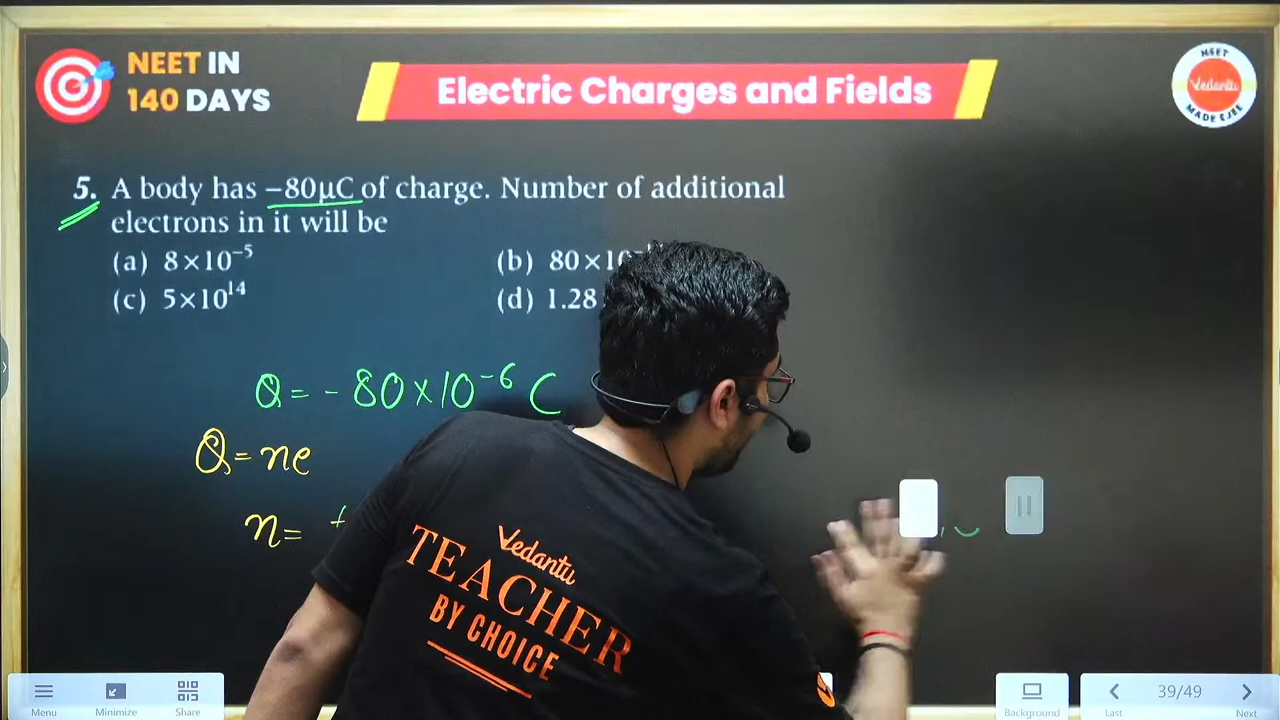 NEET IN
140 DAYS
Electric Charges and Fields
NEET
Vedantu
MADE EJEE
5. A body has −80μC of charge. Number of additional
electrons in it will be
(a) 8×10⁻⁵
(b) 80×10
(c) 5×10¹⁴
(d) 1.28
Q = - 80×10⁻⁶ C
Q = ne
n =
Vedantu
TEACHER
BY CHOICE
Menu
Minimize
Share
Background
Last
39/49
Next